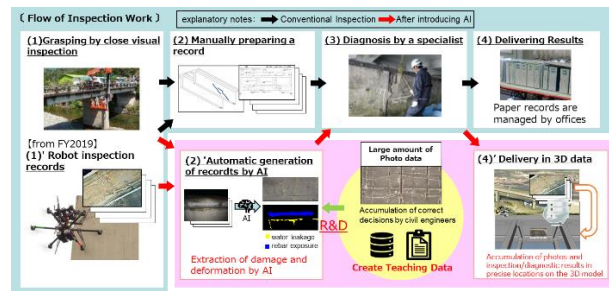 〔 Flow of Inspection Work〕
explanatory notes: Conventional Inspection After introducing AI
(1)Grasping by close visual
inspection
(2) Manually preparing a
record
(3) Diagnosis by a specialist
(4) Delivering Results
Paper records are
managed by offices
【from FY2019】
(1)' Robot inspection
records
(2) 'Automatic generation
of recordts by AI
AI
water leakage
rebar exposure
Extraction of damage and
deformation by AI
R&D
Large amount of
Photo data
Accumulation of correct
decisions by civil engineers
Create Teaching Data
(4)' Delivery in 3D data
Accumulation of photos and
inspection/diagnostic results in
precise locations on the 3D model